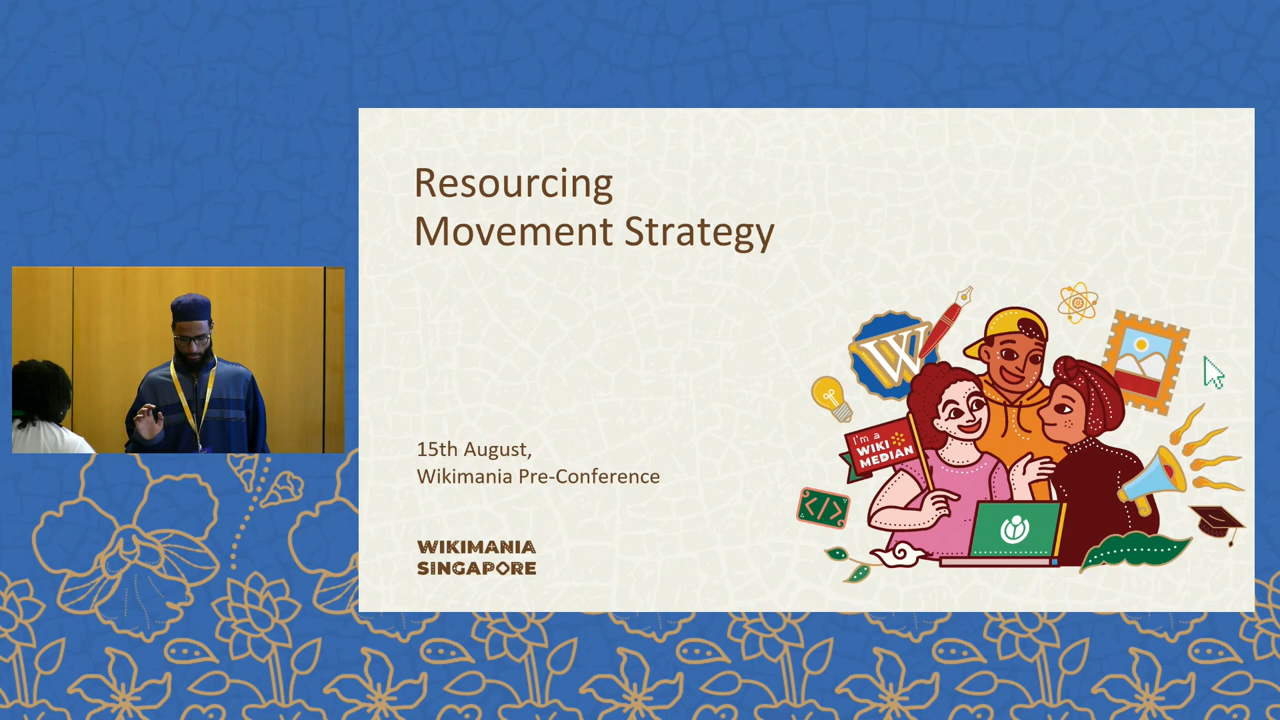 Resourcing
Movement Strategy
15th August,
Wikimania Pre-Conference
WIKIMANIA
SINGAPORE
W
I'm a
WIKI
MEDIAN
</>